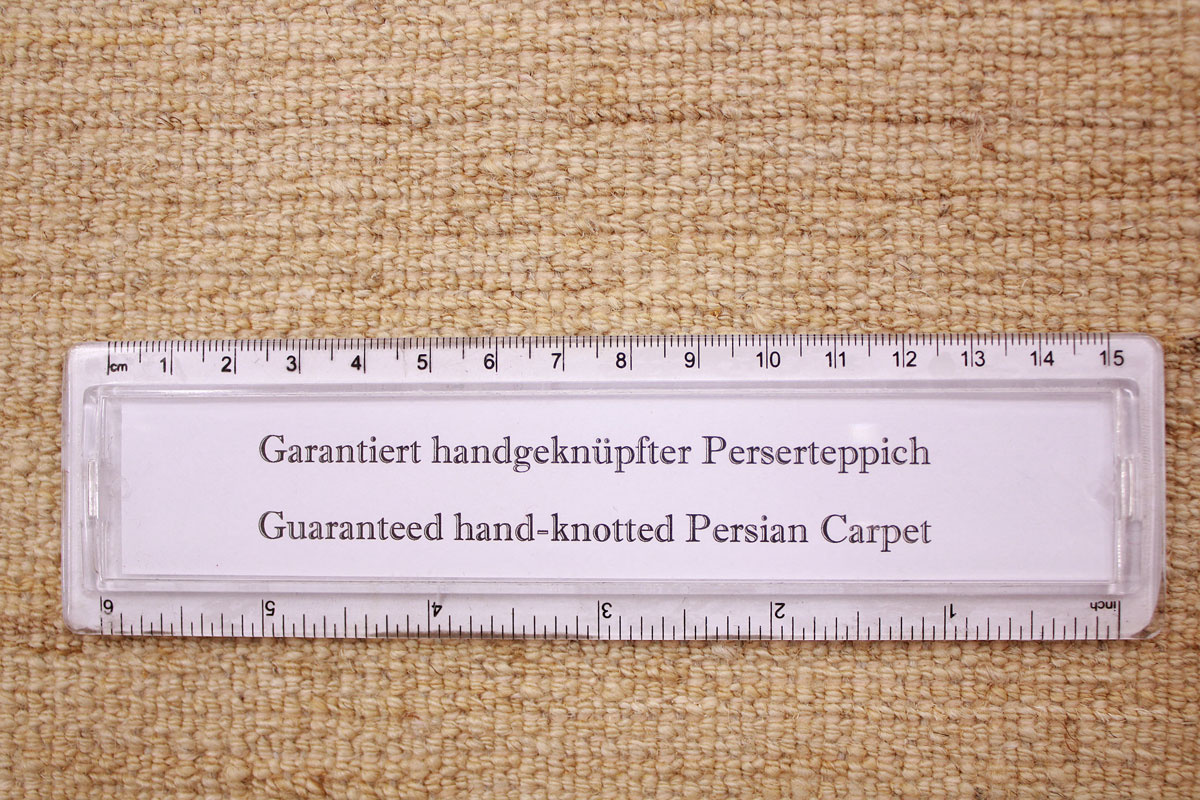 cm 1 2 3 4 5 6 7 8 9 10 11 12 13 14 15
Garantiert handgeknüpfter Perserteppich
Guaranteed hand-knotted Persian Carpet
6 5 4 3 2 1 inch